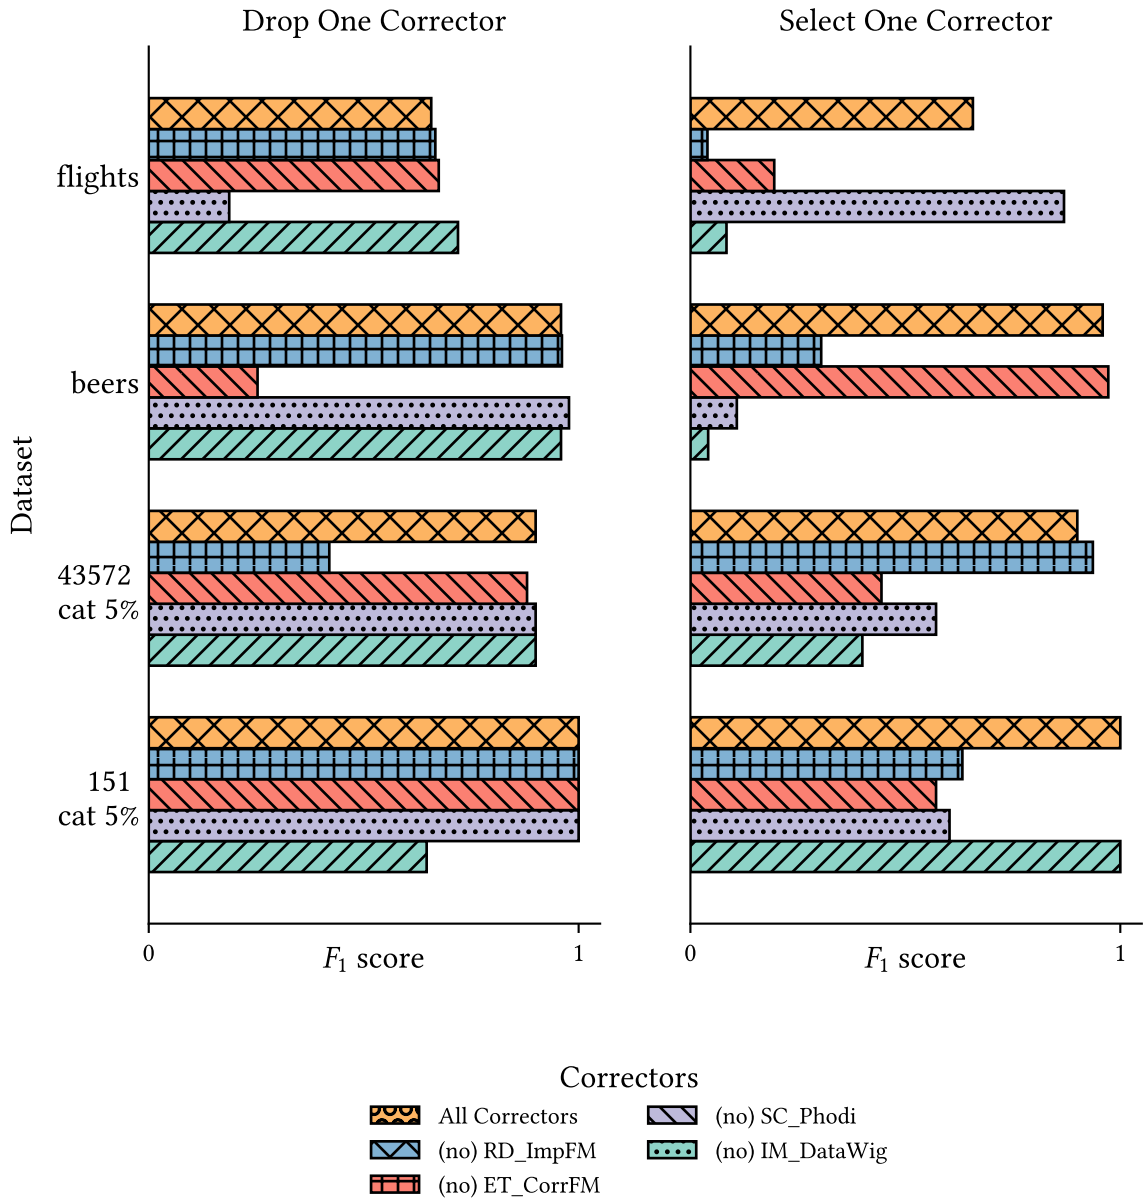 Drop One Corrector
Select One Corrector
Dataset
flights
beers
43572
cat 5%
151
cat 5%
0
1
F₁ score
0
1
F₁ score
Correctors
All Correctors
(no) RD_ImpFM
(no) ET_CorrFM
(no) SC_Phodi
(no) IM_DataWig